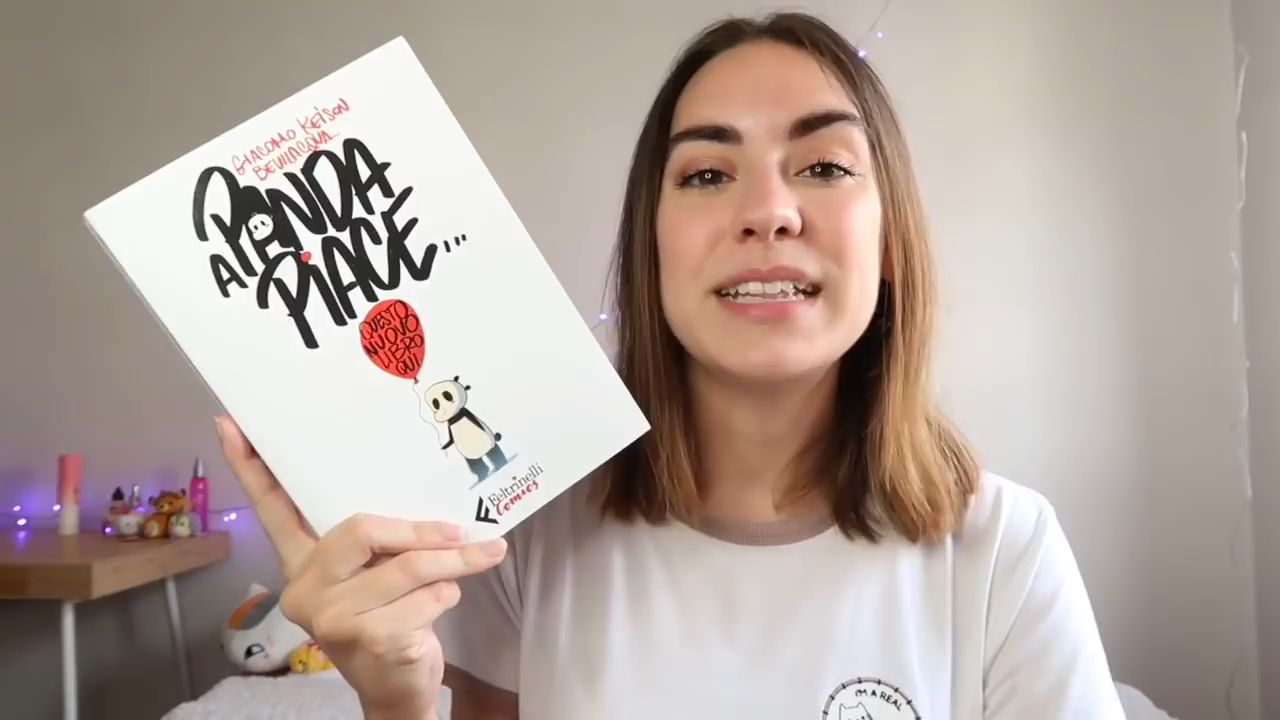 GIACOMO KEISON
BEVILACQUA
PANDA
A PIACE...
QUESTO
NUOVO
LIBRO
QUI
Feltrinelli
Comics
I'M A REAL